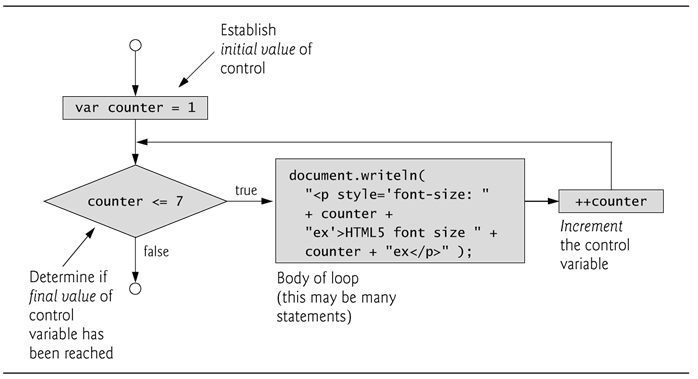 Establish
initial value of
control
var counter = 1
counter <= 7
true
false
document.writeln(
"<p style='font-size: "
+ counter +
"ex'>HTML5 font size " +
counter + "ex</p>" );
++counter
Increment
the control
variable
Body of loop
(this may be many
statements)
Determine if
final value of
control
variable has
been reached